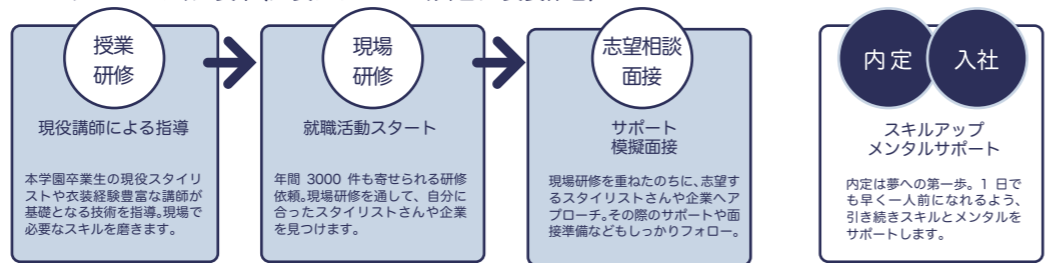 授業
研修
現役講師による指導
本学園卒業生の現役スタイリ
ストや衣装経験豊富な講師が
基礎となる技術を指導。現場で
必要なスキルを磨きます。
現場
研修
就職活動スタート
年間 3000 件も寄せられる研修
依頼。現場研修を通して、自分に
合ったスタイリストさんや企業
を見つけます。
志望相談
面接
サポート
模擬面接
現場研修を重ねたのちに、志望す
るスタイリストさんや企業へア
プローチ。その際のサポートや面
接準備などもしっかりフォロー。
内定
入社
スキルアップ
メンタルサポート
内定は夢への第一歩。1 日で
も早く一人前になれるよう、
引き続きスキルとメンタルを
サポートします。